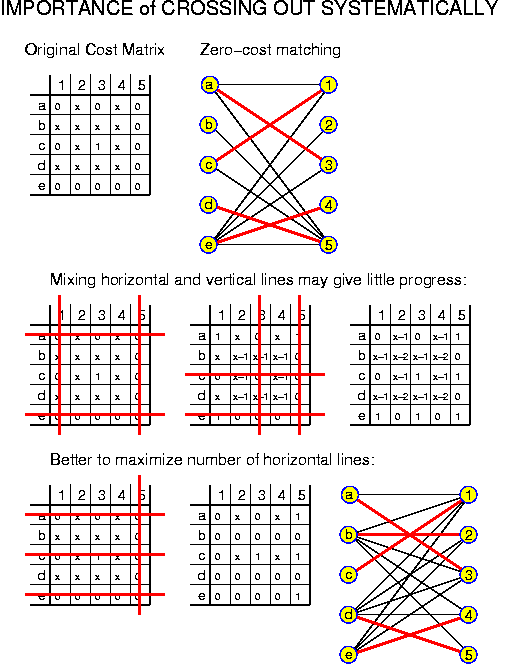 IMPORTANCE of CROSSING OUT SYSTEMATICALLY
Original Cost Matrix
1 2 3 4 5
a 0 x 0 x 0
b x x x x 0
c 0 x 1 x 0
d x x x x 0
e 0 0 0 0 0
Zero-cost matching
a 1
b 2
c 3
d 4
e 5
Mixing horizontal and vertical lines may give little progress:
1 2 3 4 5
a 0 x 0 x 0
b x x x x 0
c 0 x 1 x 0
d x x x x 0
e 0 0 0 0 0
1 2 3 4 5
a 1 x 0 x
b x x-1 x-1 x-1 0
c 0 x-1 x-1
d x x-1 x-1 x-1 0
e 1 0 0 0 0
1 2 3 4 5
a 0 x-1 0 x-1 1
b x-1 x-2 x-1 x-2 0
c 0 x-1 1 x-1 1
d x-1 x-2 x-1 x-2 0
e 1 0 1 0 1
Better to maximize number of horizontal lines:
1 2 3 4 5
a 0 x 0 x 0
b x x x x 0
c 0 x 1 x 0
d x x x x 0
e 0 0 0 0 0
1 2 3 4 5
a 0 x 0 x 1
b 0 0 0 0 0
c 0 x 1 x 1
d 0 0 0 0 0
e 0 0 0 0 1
a 1
b 2
c 3
d 4
e 5